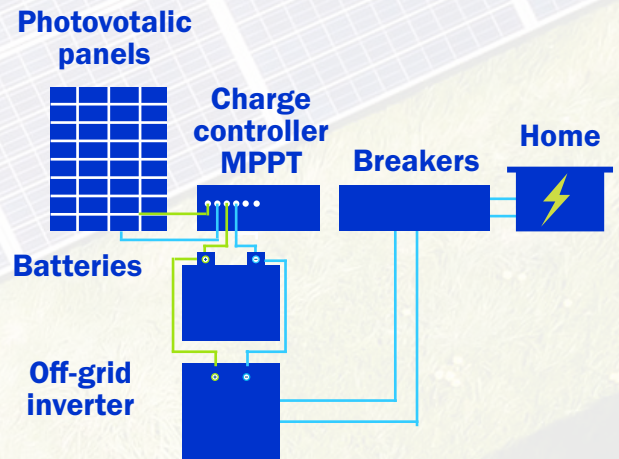 Photovotalic
panels
Charge
controller
MPPT
Breakers
Home
Batteries
Off-grid
inverter